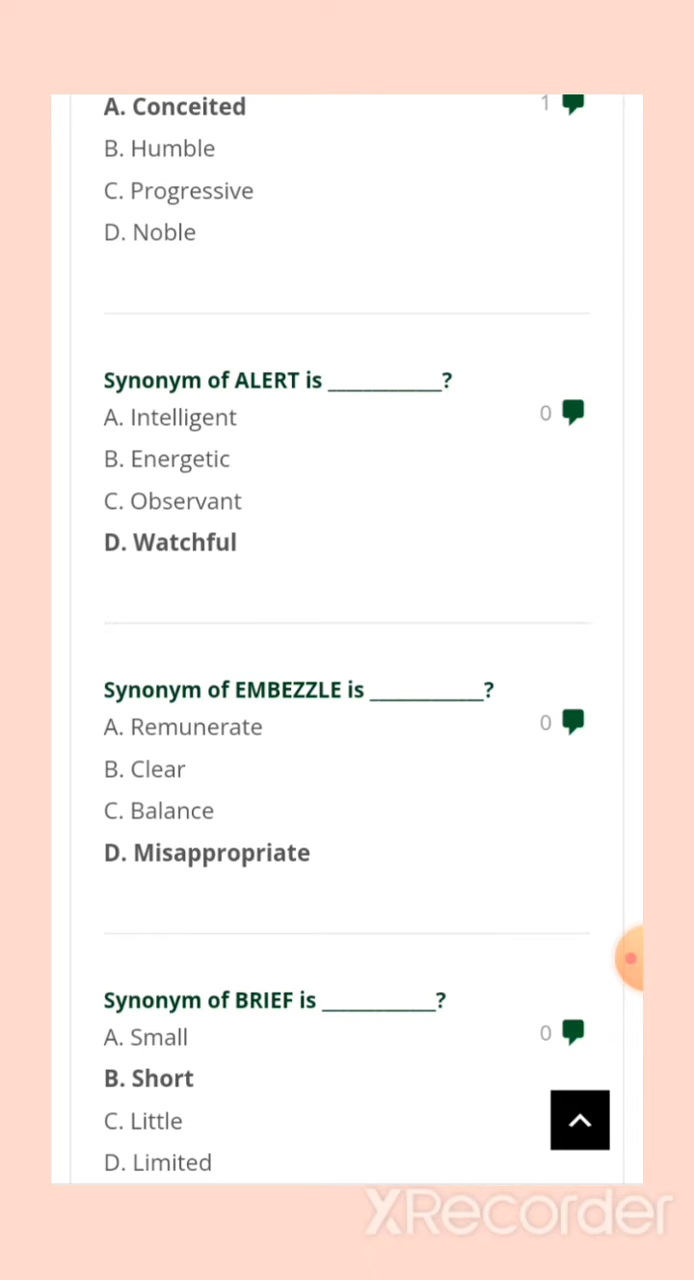 A. Conceited
1
B. Humble
C. Progressive
D. Noble
Synonym of ALERT is __________?
A. Intelligent
0
B. Energetic
C. Observant
D. Watchful
Synonym of EMBEZZLE is __________?
A. Remunerate
0
B. Clear
C. Balance
D. Misappropriate
Synonym of BRIEF is __________?
A. Small
0
B. Short
C. Little
D. Limited
XRecorder